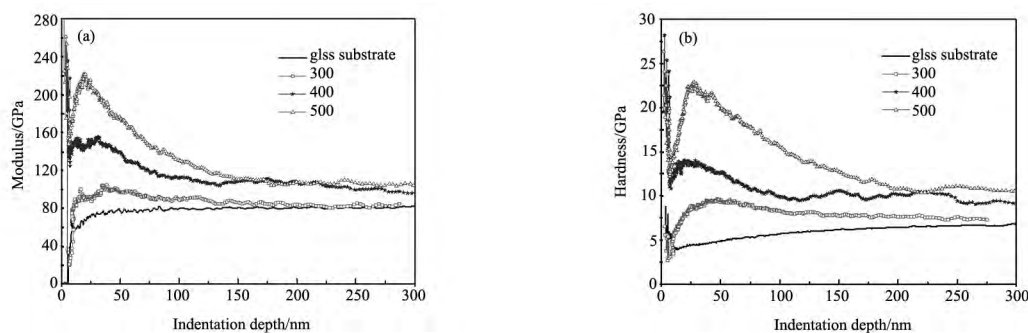 280
240
200
160
120
80
40
0
Modulus/GPa
(a)
glss substrate
300
400
500
0 50 100 150 200 250 300
Indentation depth/nm
30
25
20
15
10
5
0
Hardness/GPa
(b)
glss substrate
300
400
500
0 50 100 150 200 250 300
Indentation depth/nm